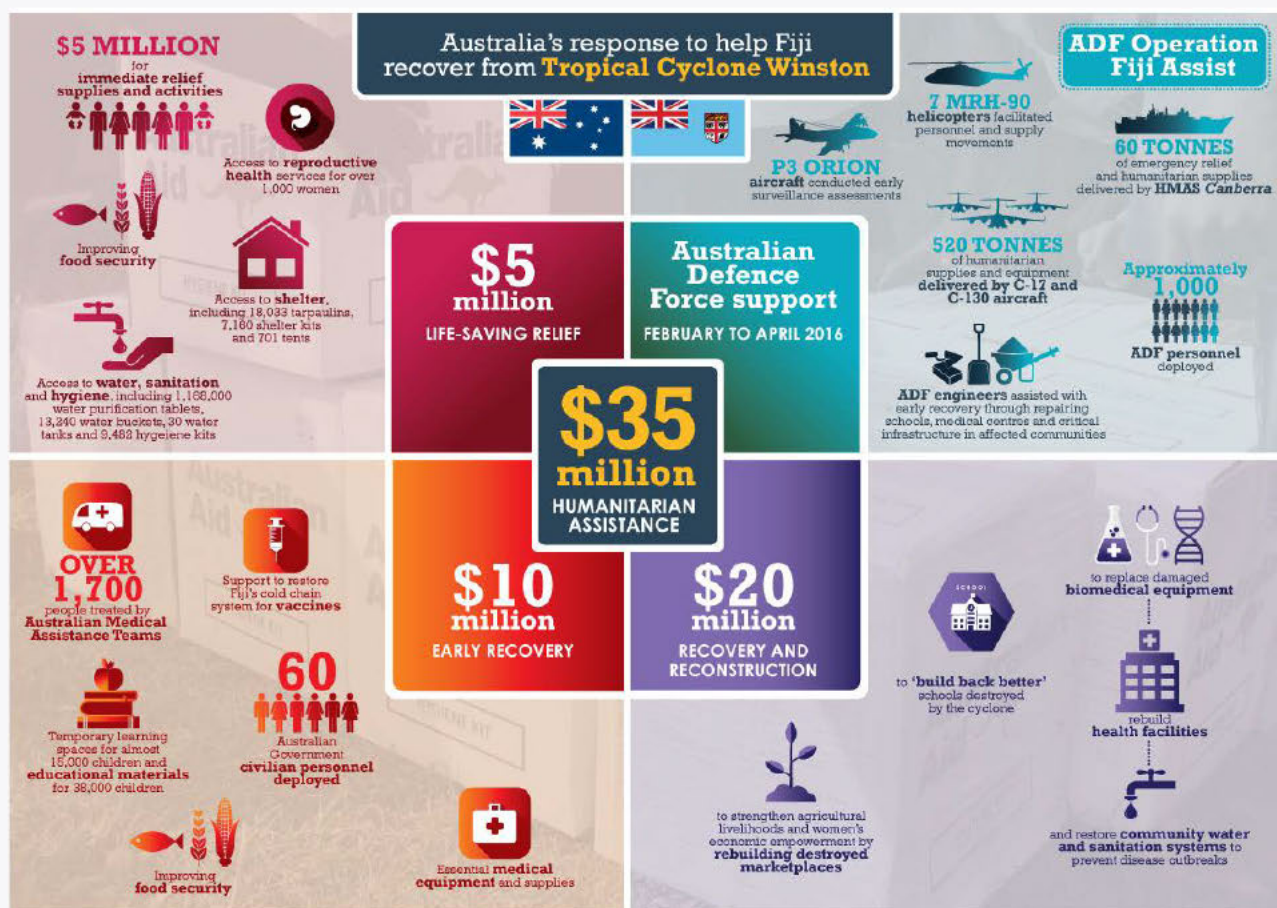 Australia's response to help Fiji
recover from Tropical Cyclone Winston
$5 MILLION
for
immediate relief
supplies and activities
Access to reproductive
health services for over
1,000 women
Improving
food security
Access to shelter,
including 18,033 tarpaulins,
7,160 shelter kits
and 701 tents
Access to water, sanitation
and hygiene, including 1,168,000
water purification tablets,
13,240 water buckets, 30 water
tanks and 9,482 hygeiene kits
ADF Operation
Fiji Assist
7 MRH-90
helicopters facilitated
personnel and supply
movements
P3 ORION
aircraft conducted early
surveillance assessments
60 TONNES
of emergency relief
and humanitarian supplies
delivered by HMAS Canberra
520 TONNES
of humanitarian
supplies and equipment
delivered by C-17 and
C-130 aircraft
Approximately
1,000
ADF personnel
deployed
ADF engineers assisted with
early recovery through repairing
schools, medical centres and critical
infrastructure in affected communities
$5
million
LIFE-SAVING RELIEF
Australian
Defence
Force support
FEBRUARY TO APRIL 2016
$35
million
HUMANITARIAN
ASSISTANCE
$10
million
EARLY RECOVERY
$20
million
RECOVERY AND
RECONSTRUCTION
OVER
1,700
people treated by
Australian Medical
Assistance Teams
Support to restore
Fiji's cold chain
system for vaccines
Temporary learning
spaces for almost
15,000 children and
educational materials
for 38,000 children
60
Australian
Government
civilian personnel
deployed
Improving
food security
Essential medical
equipment and supplies
SCHOOL
to 'build back better'
schools destroyed
by the cyclone
to replace damaged
biomedical equipment
rebuild
health facilities
and restore community water
and sanitation systems to
prevent disease outbreaks
to strengthen agricultural
livelihoods and women's
economic empowerment by
rebuilding destroyed
marketplaces
Australian
Aid
Australian
Aid
HYGIENE KIT